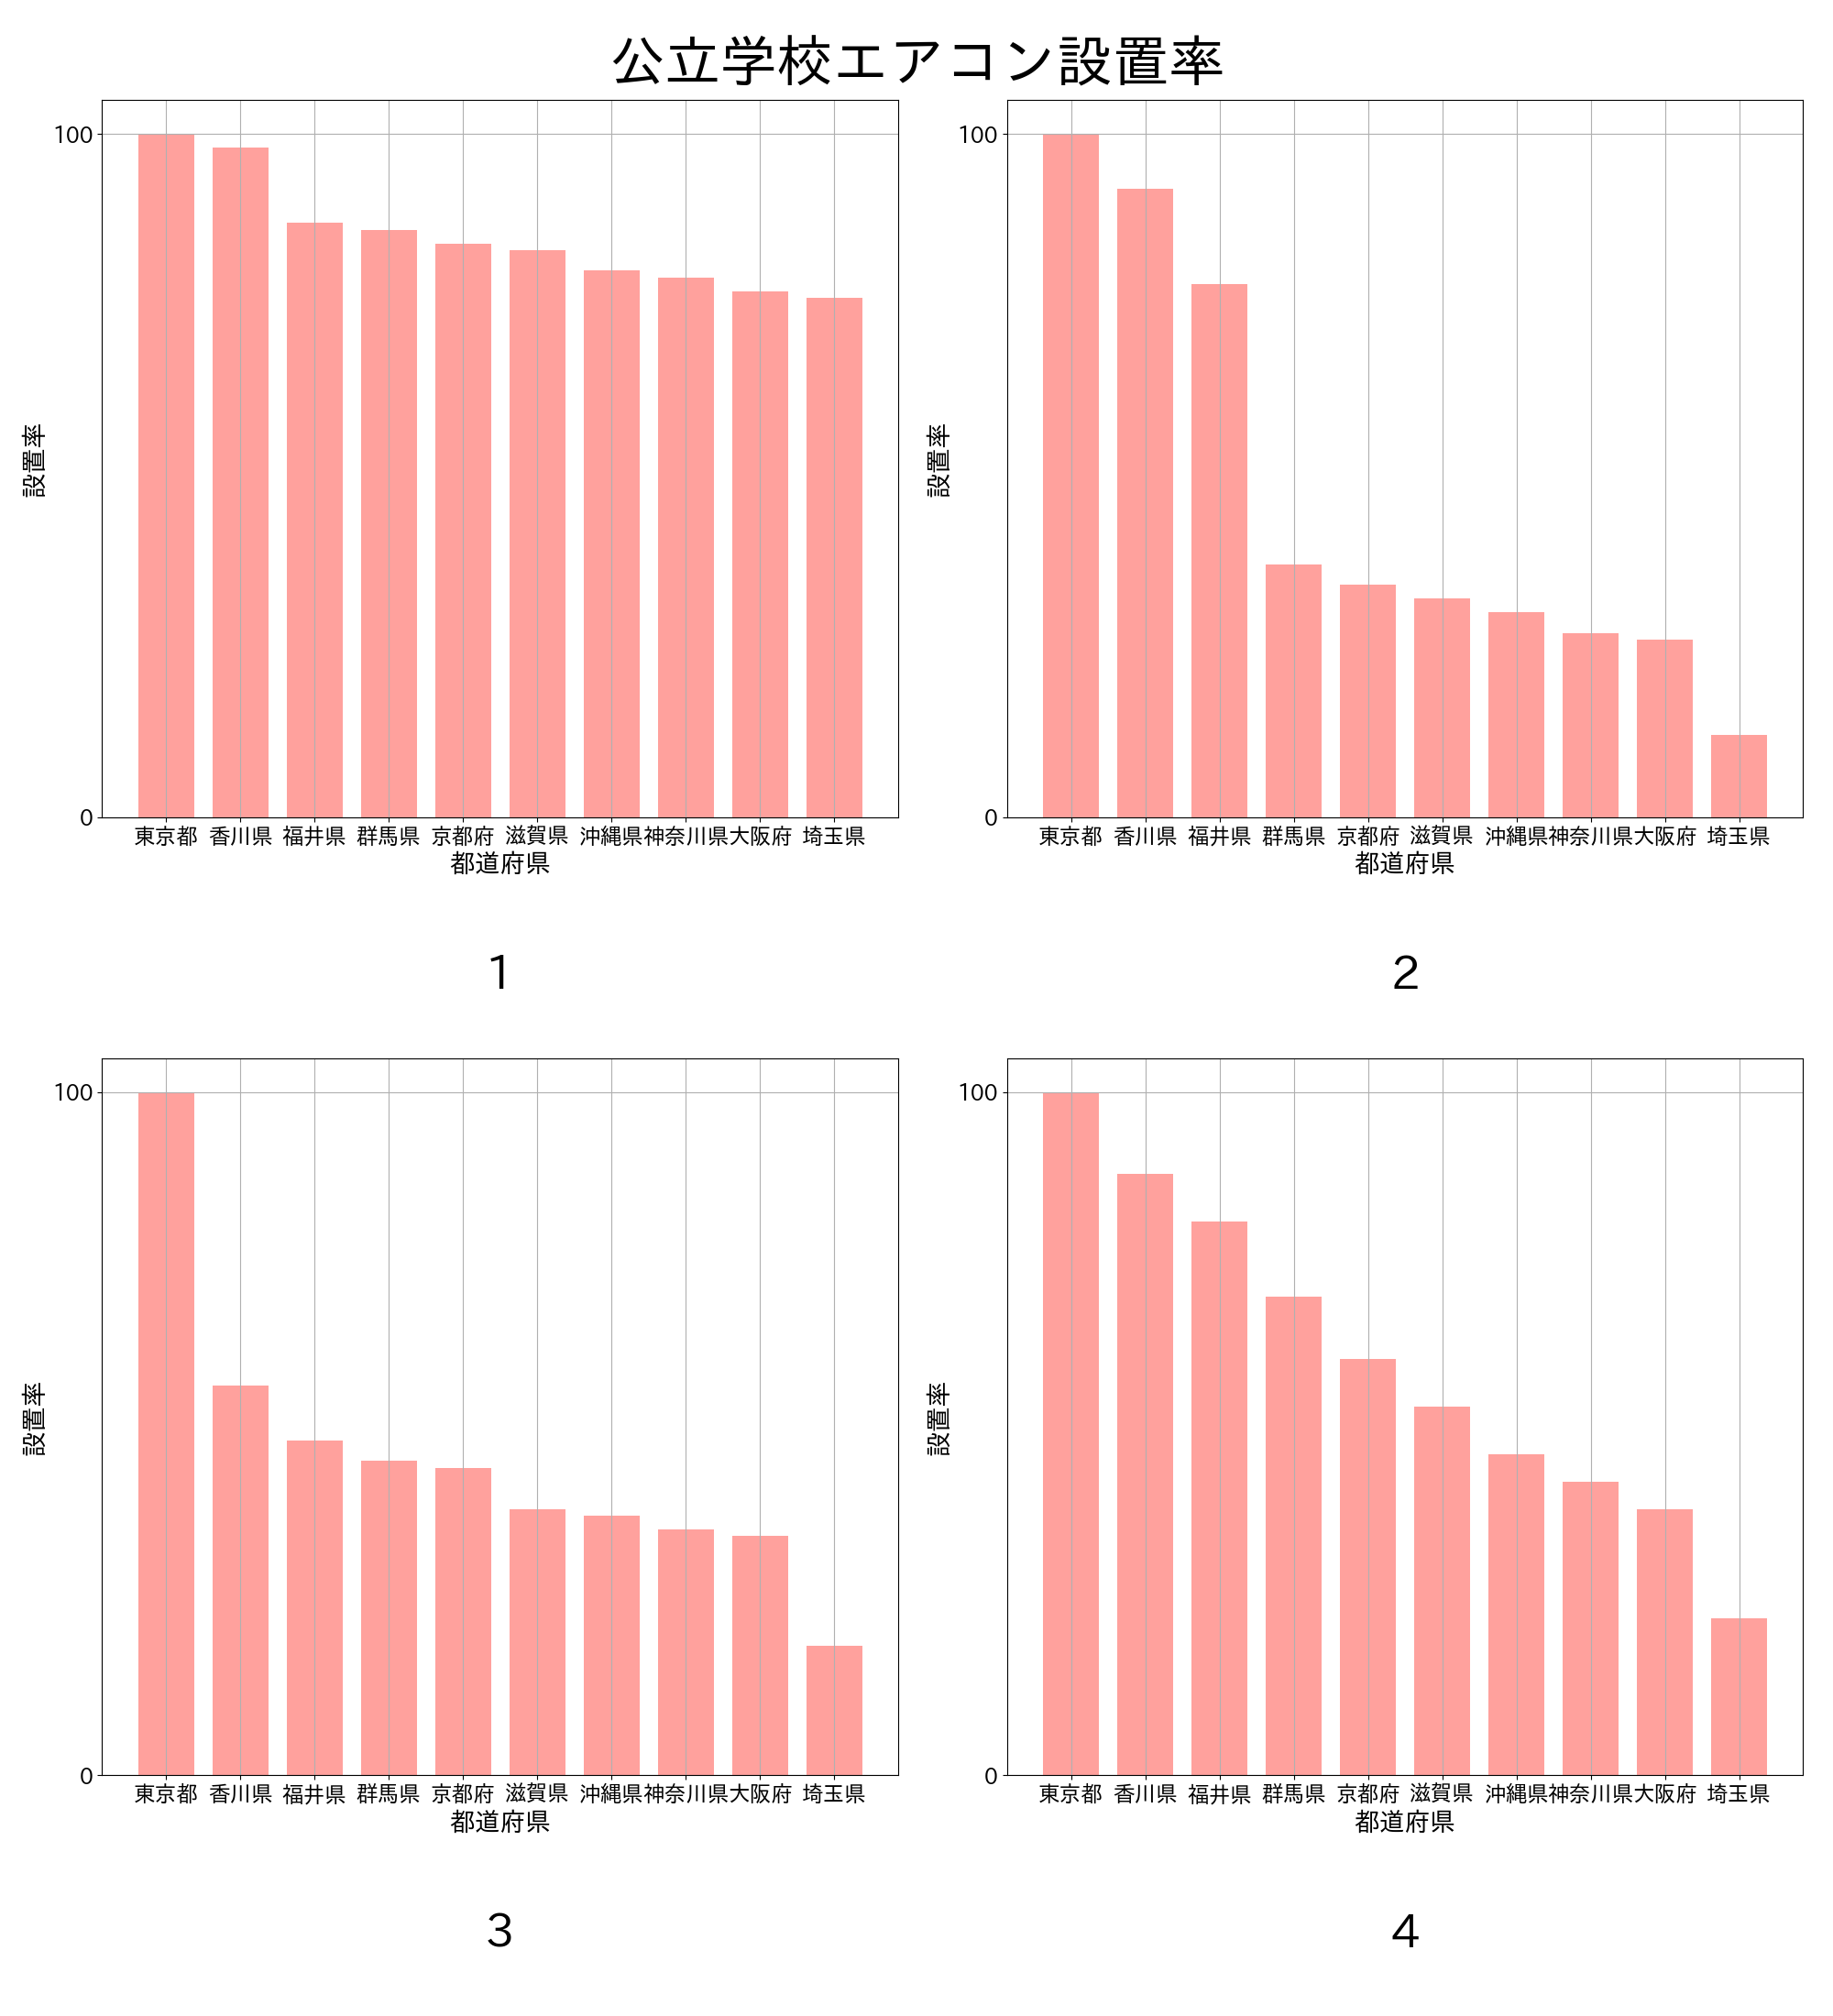 公立学校エアコン設置率
100
0
設置率
東京都 香川県 福井県 群馬県 京都府 滋賀県 沖縄県 神奈川県 大阪府 埼玉県
都道府県
1
100
0
設置率
東京都 香川県 福井県 群馬県 京都府 滋賀県 沖縄県 神奈川県 大阪府 埼玉県
都道府県
2
100
0
設置率
東京都 香川県 福井県 群馬県 京都府 滋賀県 沖縄県 神奈川県 大阪府 埼玉県
都道府県
3
100
0
設置率
東京都 香川県 福井県 群馬県 京都府 滋賀県 沖縄県 神奈川県 大阪府 埼玉県
都道府県
4